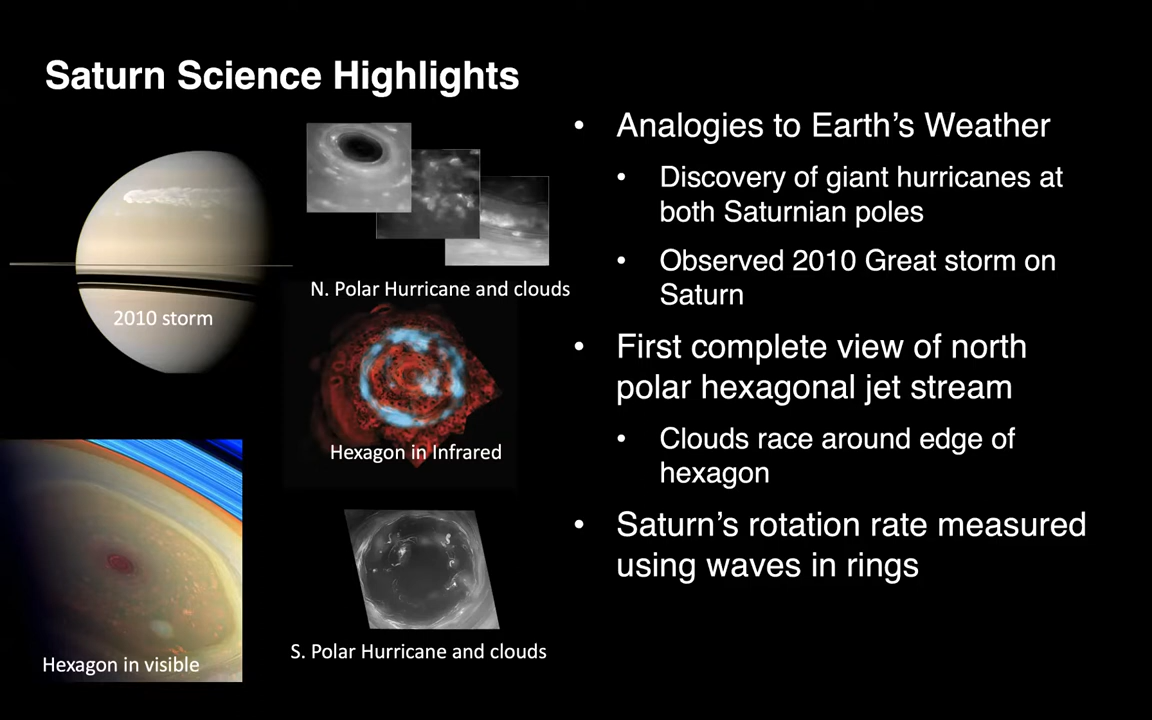 Saturn Science Highlights
2010 storm
N. Polar Hurricane and clouds
Hexagon in Infrared
Hexagon in visible
S. Polar Hurricane and clouds
• Analogies to Earth’s Weather
• Discovery of giant hurricanes at
both Saturnian poles
• Observed 2010 Great storm on
Saturn
• First complete view of north
polar hexagonal jet stream
• Clouds race around edge of
hexagon
• Saturn’s rotation rate measured
using waves in rings